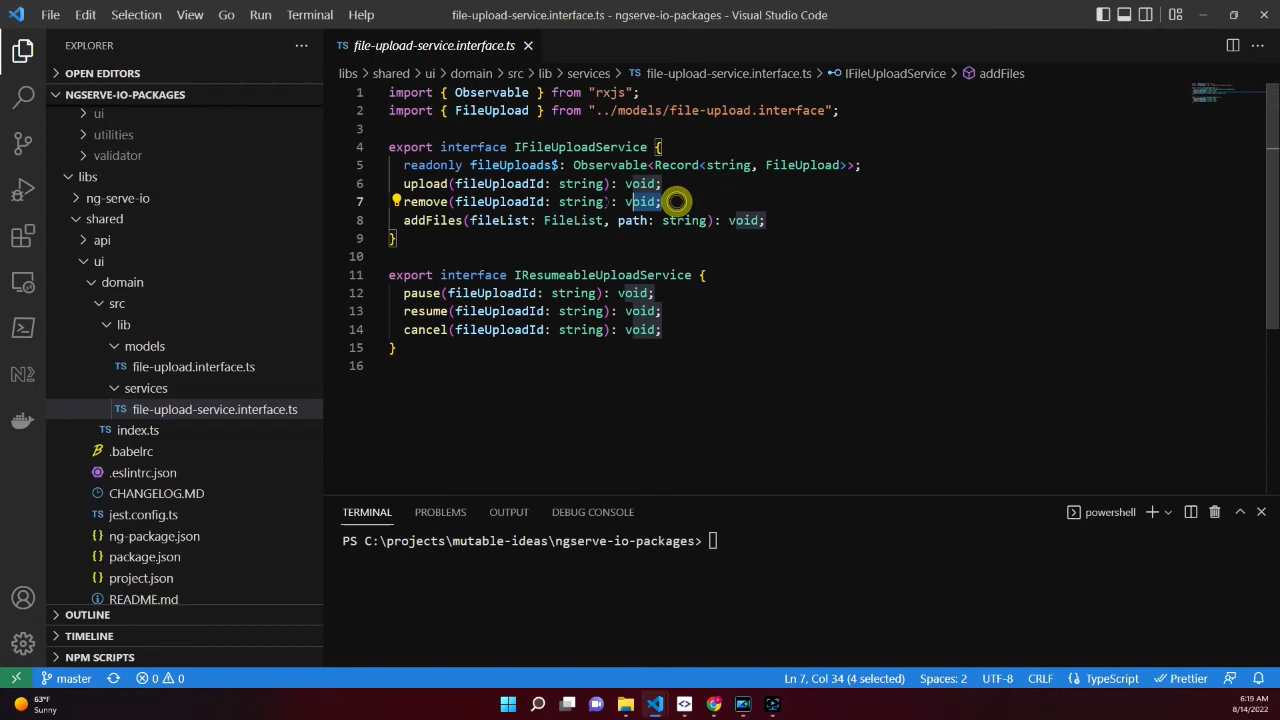 File Edit Selection View Go Run Terminal Help
file-upload-service.interface.ts - ngserve-io-packages - Visual Studio Code
EXPLORER
OPEN EDITORS
NGSERVE-IO-PACKAGES
ui
utilities
validator
libs
ng-serve-io
shared
api
ui
domain
src
lib
models
TS file-upload.interface.ts
services
TS file-upload-service.interface.ts
TS index.ts
.babelrc
.eslintrc.json
CHANGELOG.MD
TS jest.config.ts
{} ng-package.json
{} package.json
{} project.json
README.md
OUTLINE
TIMELINE
NPM SCRIPTS
TS file-upload-service.interface.ts
libs > shared > ui > domain > src > lib > services > TS file-upload-service.interface.ts > IFileUploadService > addFiles
1 import { Observable } from "rxjs";
2 import { FileUpload } from "../models/file-upload.interface";
3
4 export interface IFileUploadService {
5 readonly fileUploads$: Observable<Record<string, FileUpload>>;
6 upload(fileUploadId: string): void;
7 remove(fileUploadId: string): void;
8 addFiles(fileList: FileList, path: string): void;
9 }
10
11 export interface IResumeableUploadService {
12 pause(fileUploadId: string): void;
13 resume(fileUploadId: string): void;
14 cancel(fileUploadId: string): void;
15 }
16
TERMINAL PROBLEMS OUTPUT DEBUG CONSOLE
powershell
PS C:\projects\mutable-ideas\ngserve-io-packages>
master 0 0
Ln 7, Col 34 (4 selected) Spaces: 2 UTF-8 CRLF {} TypeScript Prettier
63°F
Sunny
6:19 AM
8/14/2022